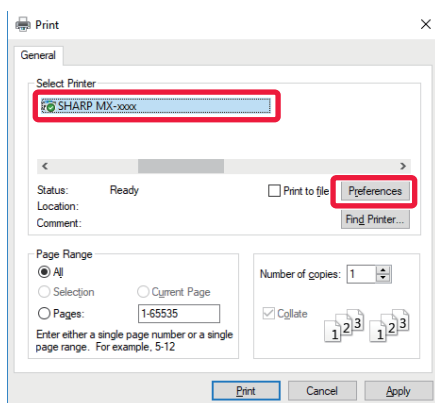 Print
General
Select Printer
SHARP MX-xxxx
Status: Ready
Print to file
Preferences
Location:
Comment:
Find Printer...
Page Range
All
Selection
Current Page
Pages:
1-65535
Enter either a single page number or a single
page range. For example, 5-12
Number of copies:
1
Collate
1 2 3
1 2 3
Print
Cancel
Apply